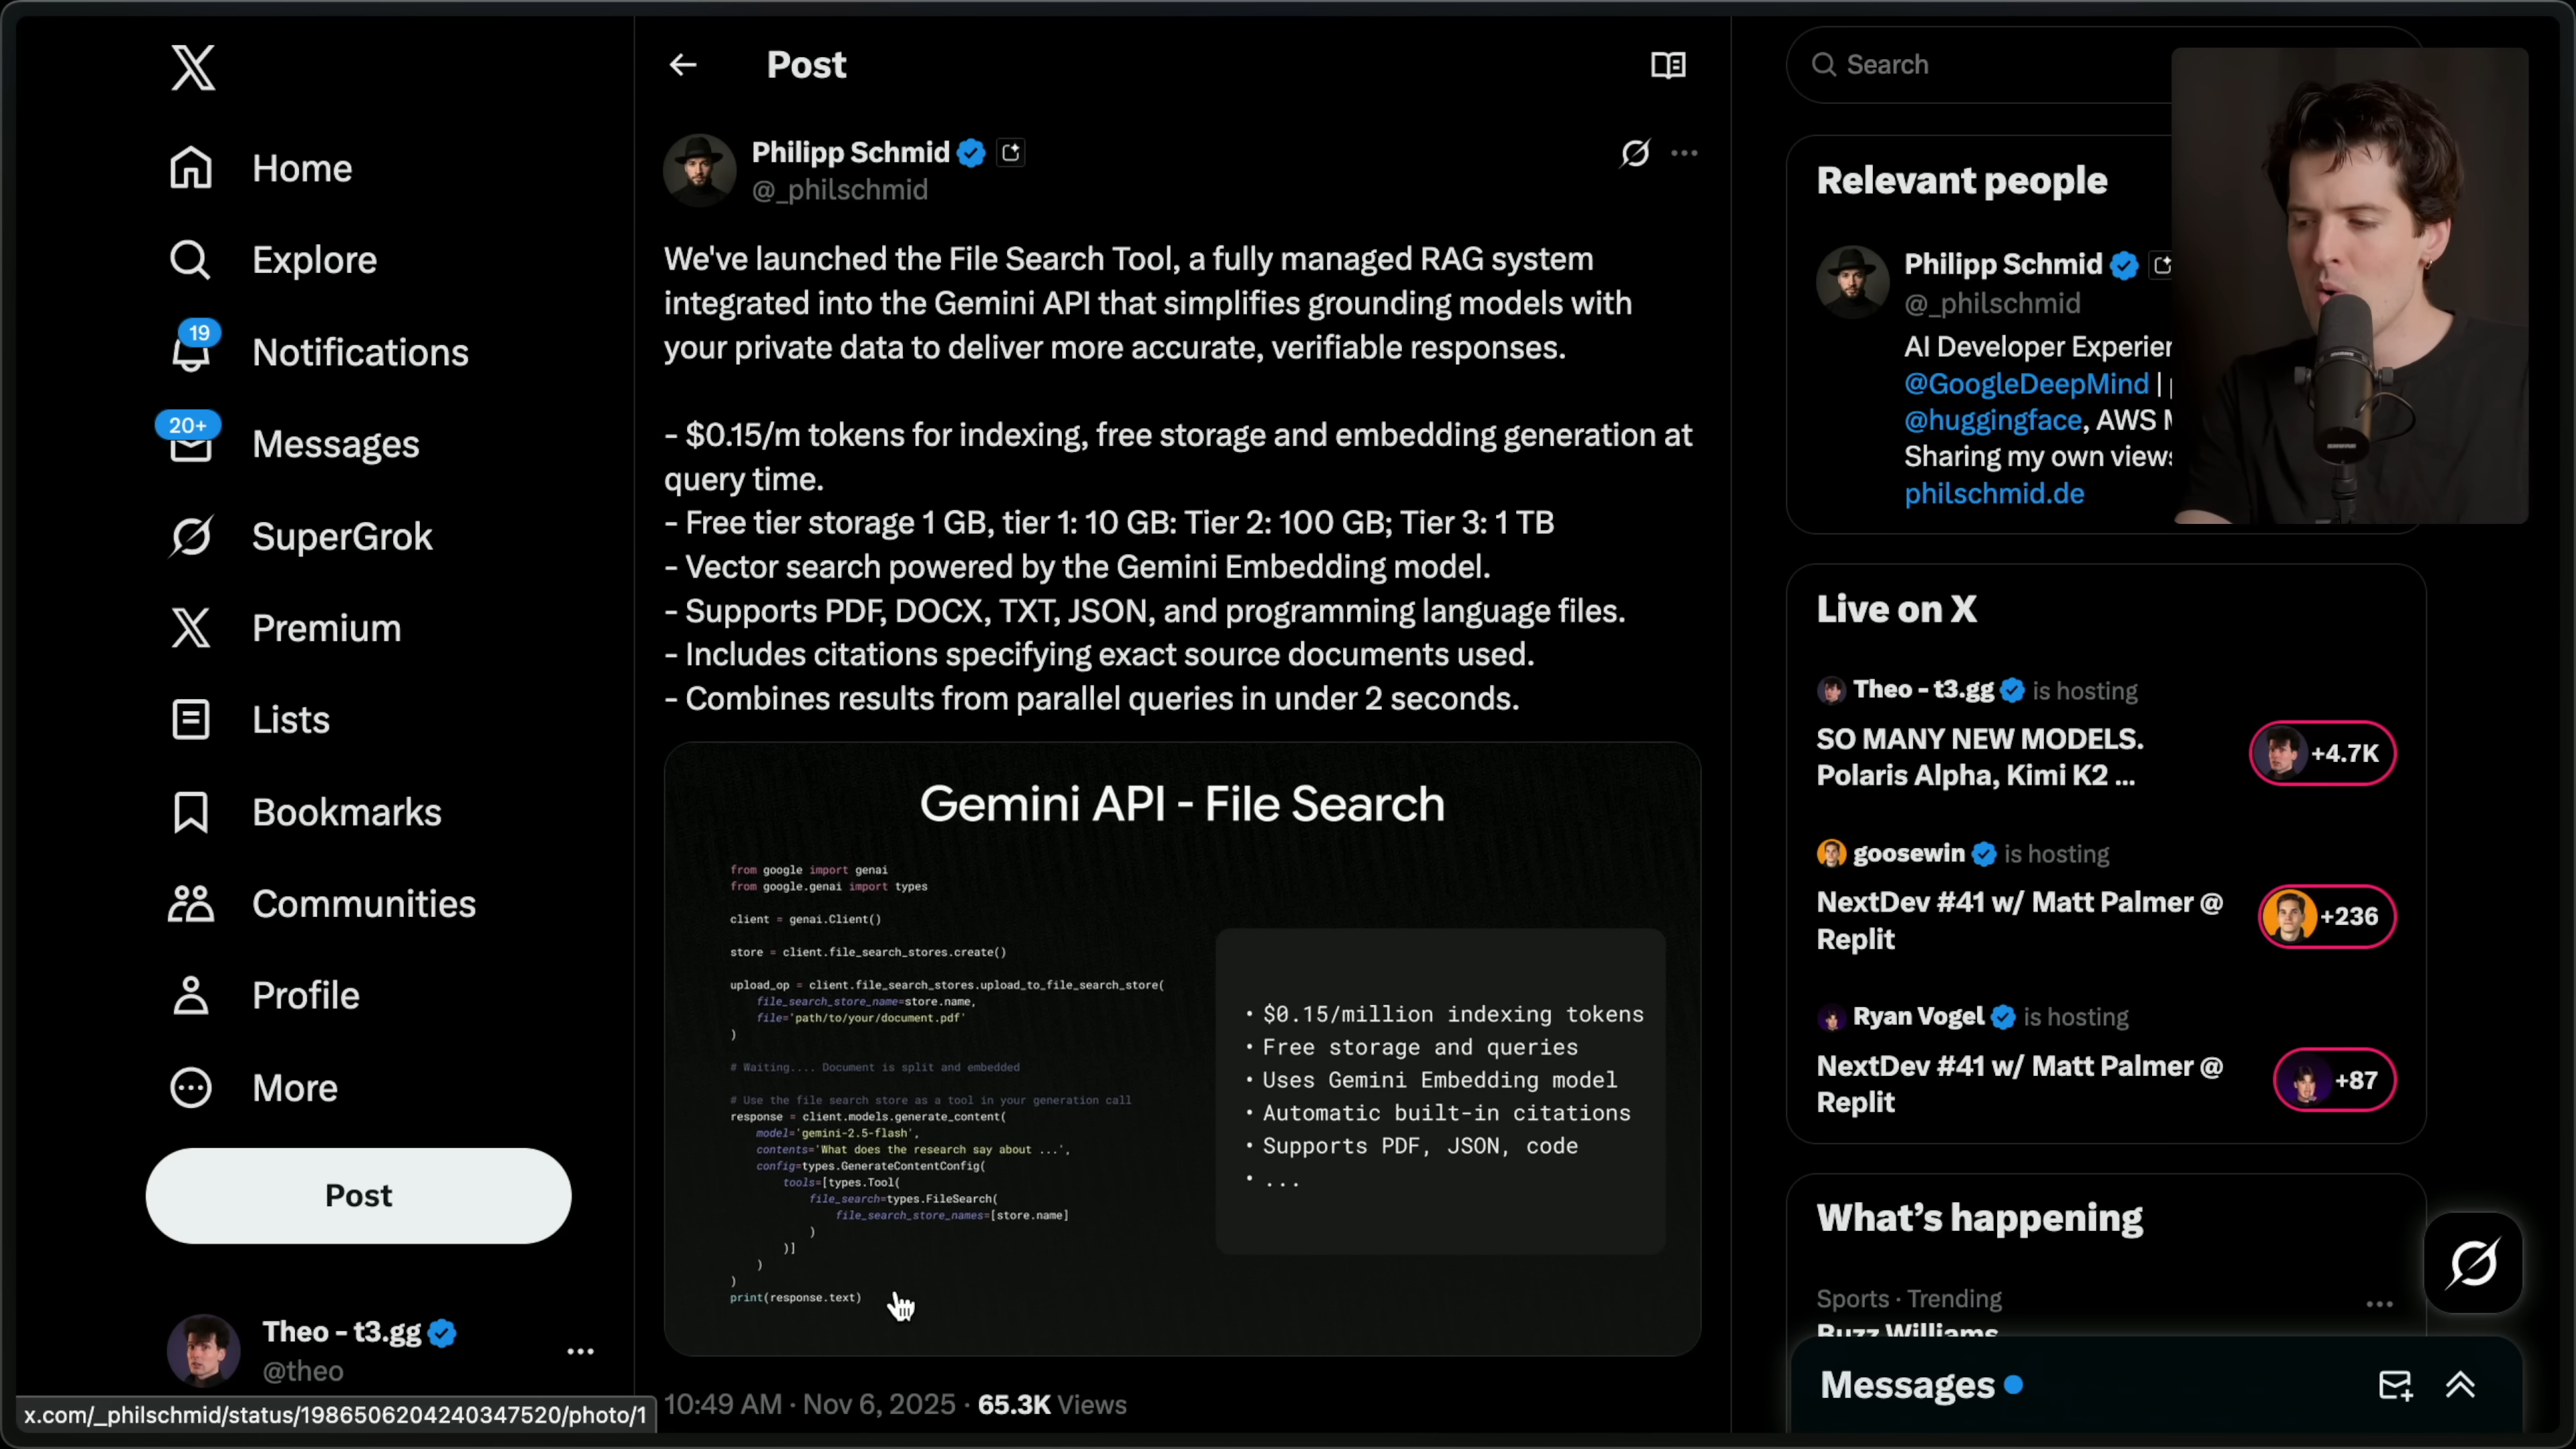 Home
Explore
19
Notifications
20+
Messages
SuperGrok
Premium
Lists
Bookmarks
Communities
Profile
More
Post
Theo - t3.gg
@theo
x.com/_philschmid/status/1986506204240347520/photo/1
Post
Philipp Schmid
@_philschmid
We've launched the File Search Tool, a fully managed RAG system
integrated into the Gemini API that simplifies grounding models with
your private data to deliver more accurate, verifiable responses.
- $0.15/m tokens for indexing, free storage and embedding generation at
query time.
- Free tier storage 1 GB, tier 1: 10 GB: Tier 2: 100 GB; Tier 3: 1 TB
- Vector search powered by the Gemini Embedding model.
- Supports PDF, DOCX, TXT, JSON, and programming language files.
- Includes citations specifying exact source documents used.
- Combines results from parallel queries in under 2 seconds.
Gemini API - File Search
from google import genai
from google.genai import types
client = genai.Client()
store = client.file_search_stores.create()
upload_op = client.file_search_stores.upload_to_file_search_store(
file_search_store_name=store.name,
file='path/to/your/document.pdf'
)
# Waiting.... Document is split and embedded
# Use the file search store as a tool in your generation call
response = client.models.generate_content(
model='gemini-2.5-flash',
contents='What does the research say about ...',
config=types.GenerateContentConfig(
tools=[types.Tool(
file_search=types.FileSearch(
file_search_store_names=[store.name]
)
)]
)
)
print(response.text)
• $0.15/million indexing tokens
• Free storage and queries
• Uses Gemini Embedding model
• Automatic built-in citations
• Supports PDF, JSON, code
• ...
10:49 AM · Nov 6, 2025 · 65.3K Views
Search
Relevant people
Philipp Schmid
@_philschmid
AI Developer
@GoogleDeepMind |
@huggingface, AWS
Sharing my own
philschmid.de
Live on X
Theo - t3.gg is hosting
SO MANY NEW MODELS.
Polaris Alpha, Kimi K2 ...
+4.7K
goosewin is hosting
NextDev #41 w/ Matt Palmer @
Replit
+236
Ryan Vogel is hosting
NextDev #41 w/ Matt Palmer @
Replit
+87
What's happening
Sports · Trending
Buzz Williams
Messages